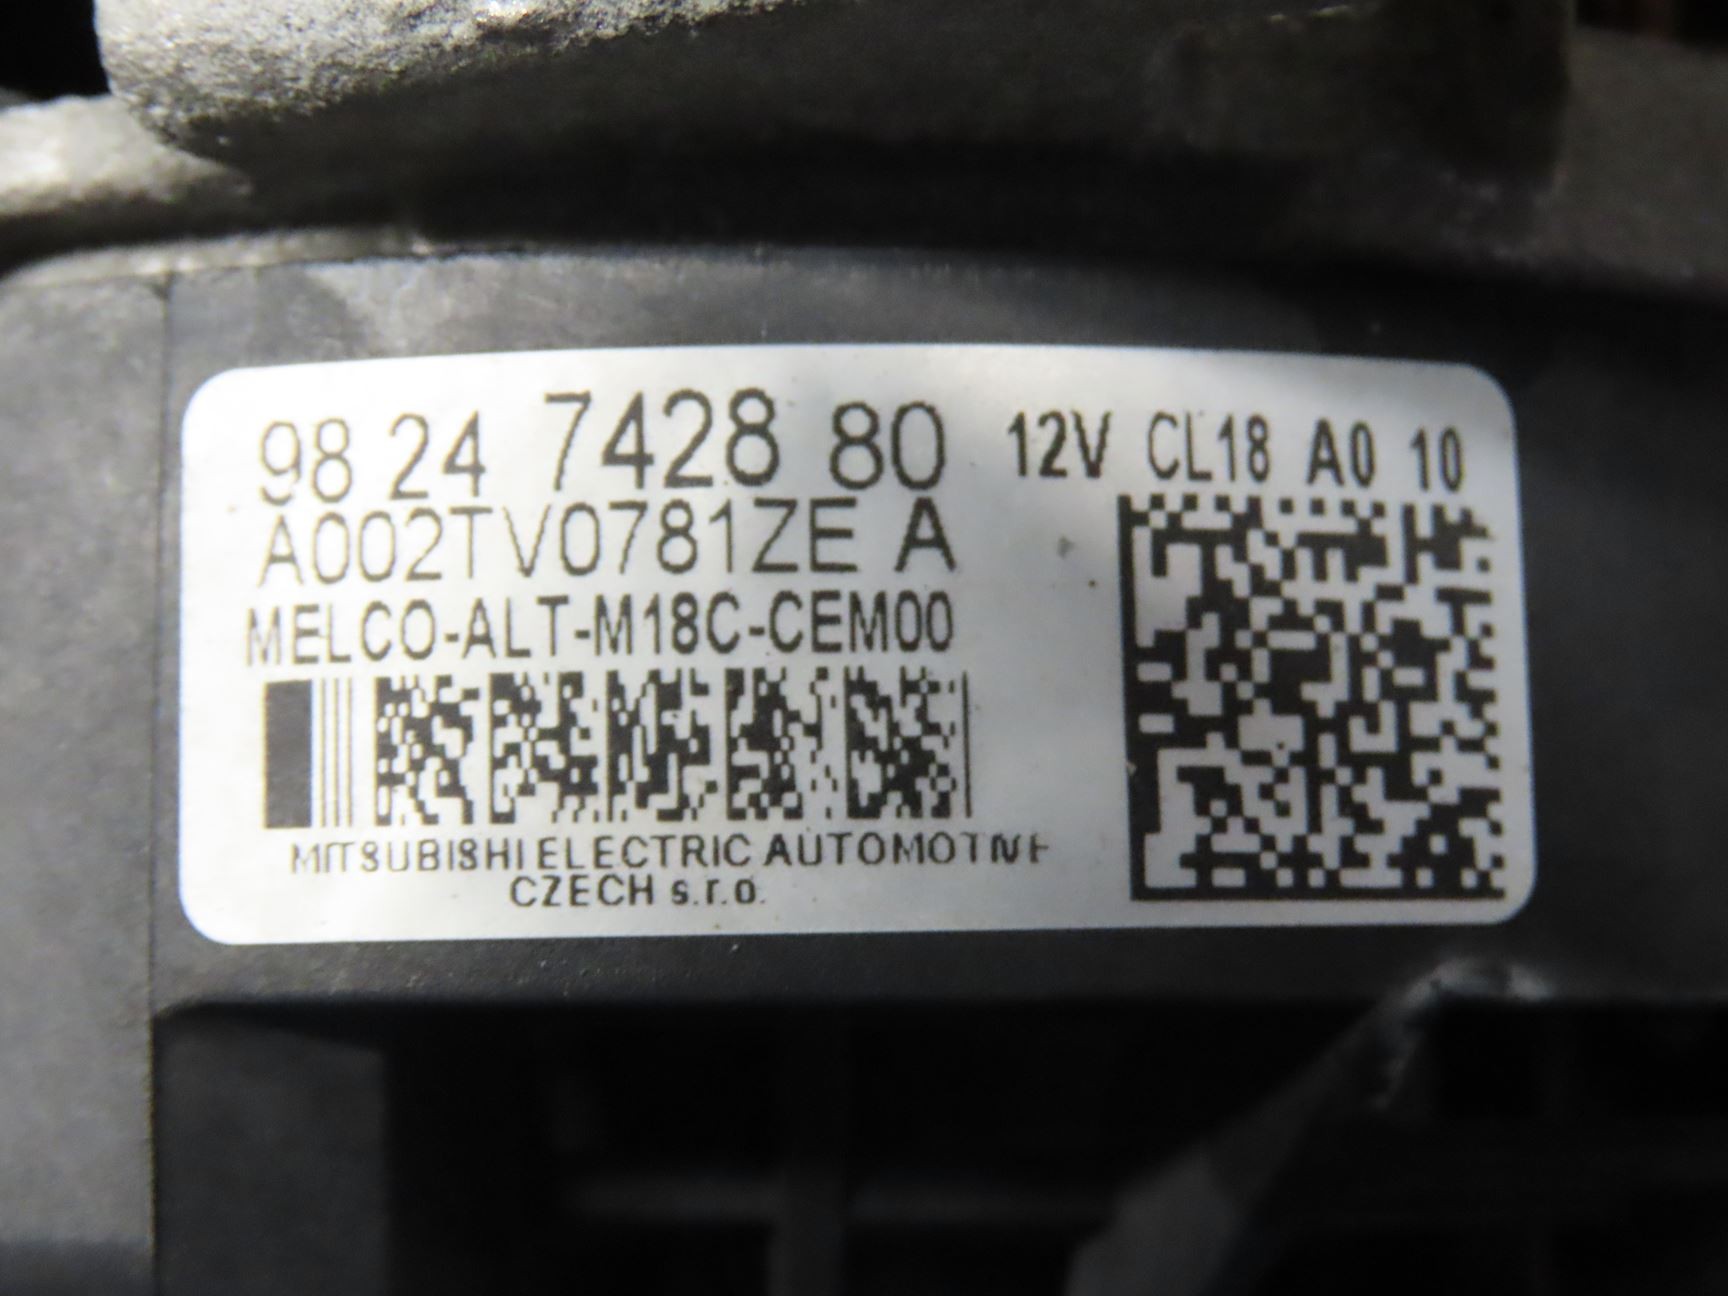 98 24 7428 80 12V CL18 A0 10
A002TV0781ZE A
MELCO-ALT-M18C-CEM00
MITSUBISHI ELECTRIC AUTOMOTIVE
CZECH s.r.o.